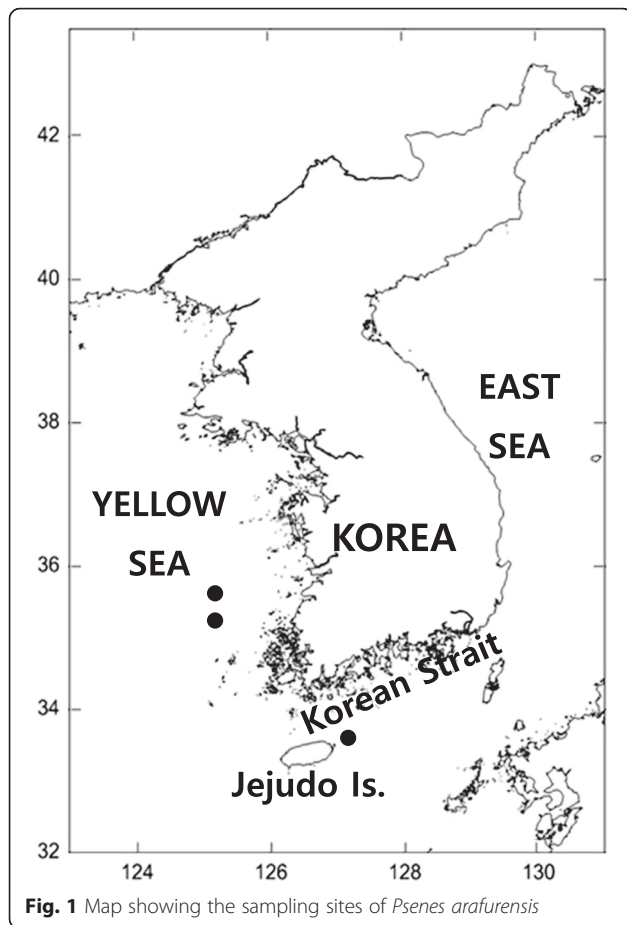 42
40
38
36
34
32
124
126
128
130
EAST
SEA
YELLOW
SEA
KOREA
Korean Strait
Jejudo Is.
Fig. 1 Map showing the sampling sites of Psenes arafurensis